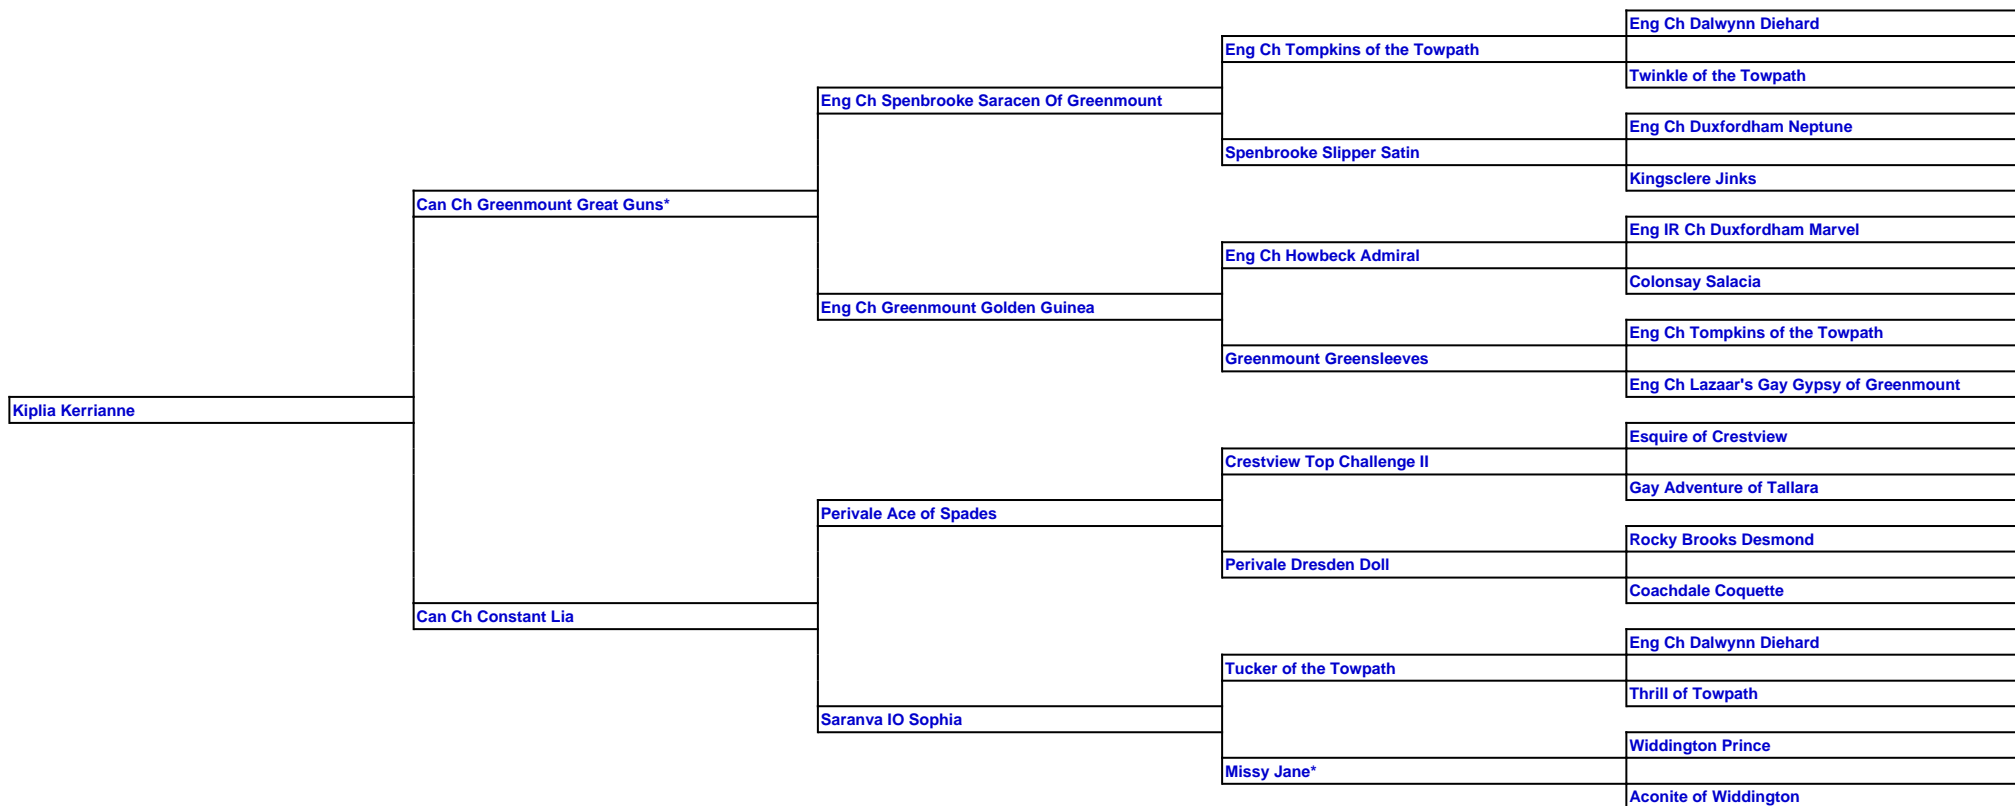 Eng Ch Dalwynn Diehard
Eng Ch Tompkins of the Towpath
Twinkle of the Towpath
Eng Ch Spenbrooke Saracen Of Greenmount
Eng Ch Duxfordham Neptune
Spenbrooke Slipper Satin
Kingsclere Jinks
Can Ch Greenmount Great Guns*
Eng IR Ch Duxfordham Marvel
Eng Ch Howbeck Admiral
Colonsay Salacia
Eng Ch Greenmount Golden Guinea
Eng Ch Tompkins of the Towpath
Greenmount Greensleeves
Eng Ch Lazaar's Gay Gypsy of Greenmount
Kiplia Kerrianne
Esquire of Crestview
Crestview Top Challenge II
Gay Adventure of Tallara
Perivale Ace of Spades
Rocky Brooks Desmond
Perivale Dresden Doll
Coachdale Coquette
Can Ch Constant Lia
Eng Ch Dalwynn Diehard
Tucker of the Towpath
Thrill of Towpath
Saranva IO Sophia
Widdington Prince
Missy Jane*
Aconite of Widdington